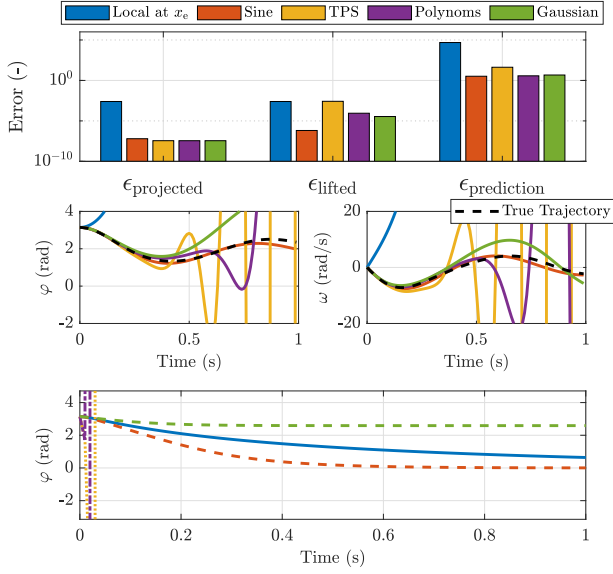 Local at xₑ Sine TPS Polynoms Gaussian
Error (-)
10⁰
10⁻¹⁰
ϵprojected ϵlifted ϵprediction
True Trajectory
φ (rad)
4
2
0
-2
0 0.5 1
Time (s)
ω (rad/s)
20
0
-20
0 0.5 1
Time (s)
φ (rad)
4
2
0
-2
0 0.2 0.4 0.6 0.8 1
Time (s)